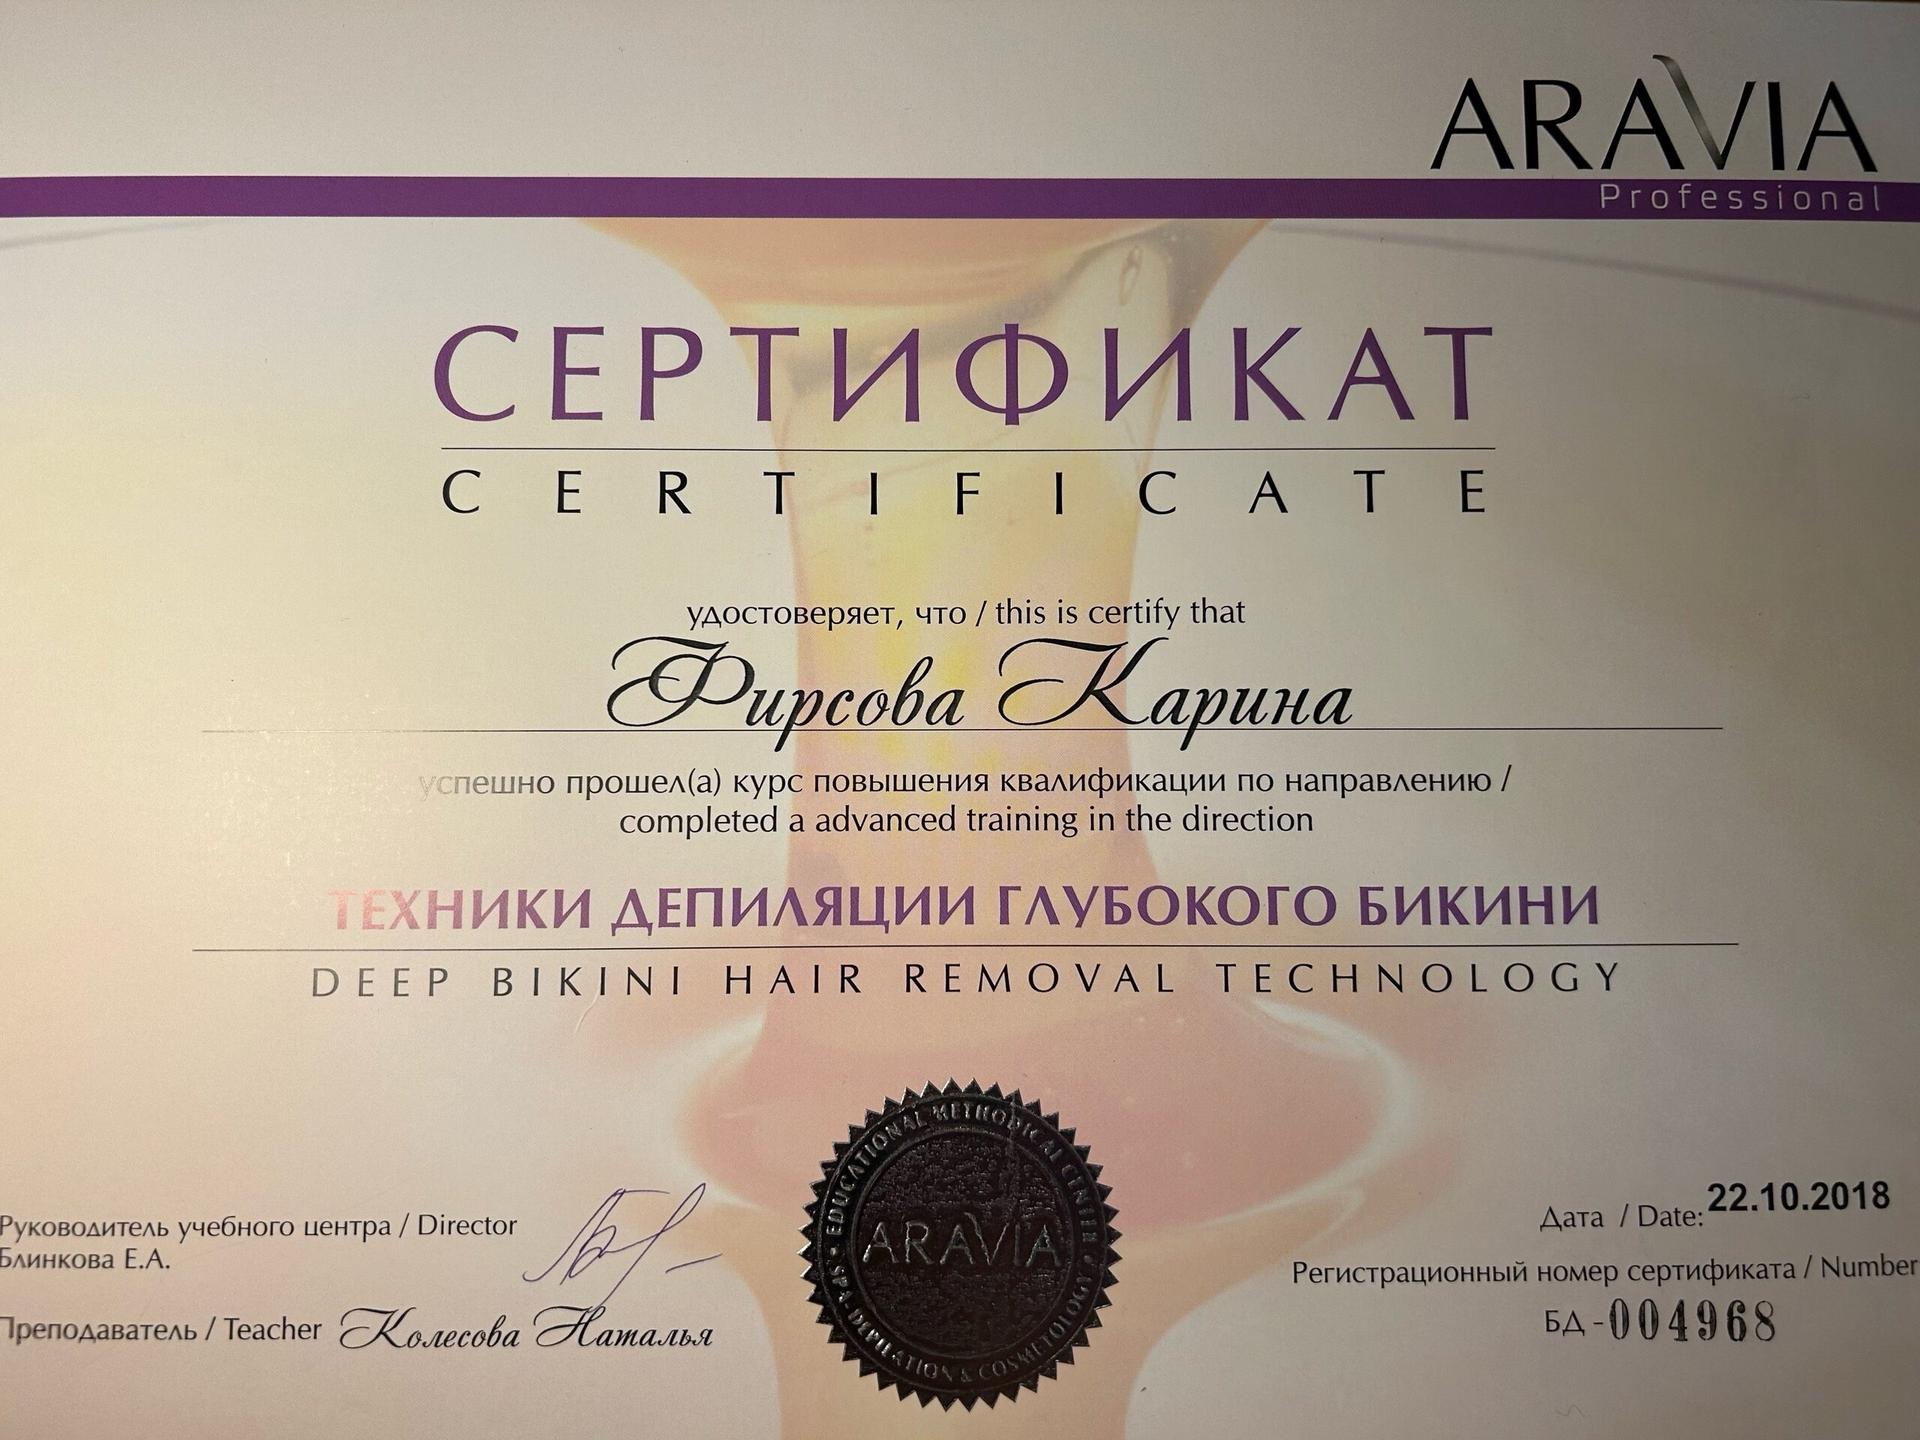 ARAVIA
Professional
СЕРТИФИКАТ
CERTIFICATE
удостоверяет, что / this is certify that
Фирсова Карина
успешно прошел(а) курс повышения квалификации по направлению /
completed a advanced training in the direction
ТЕХНИКИ ДЕПИЛЯЦИИ ГЛУБОКОГО БИКИНИ
DEEP BIKINI HAIR REMOVAL TECHNOLOGY
Руководитель учебного центра / Director
Блинкова Е.А.
Преподаватель / Teacher Колесова Наталья
EDUCATIONAL METHODICAL CENTER
ARAVIA
SPA-DEPILATION & COSMETOLOGY
Дата / Date: 22.10.2018
Регистрационный номер сертификата / Number
БД-004968